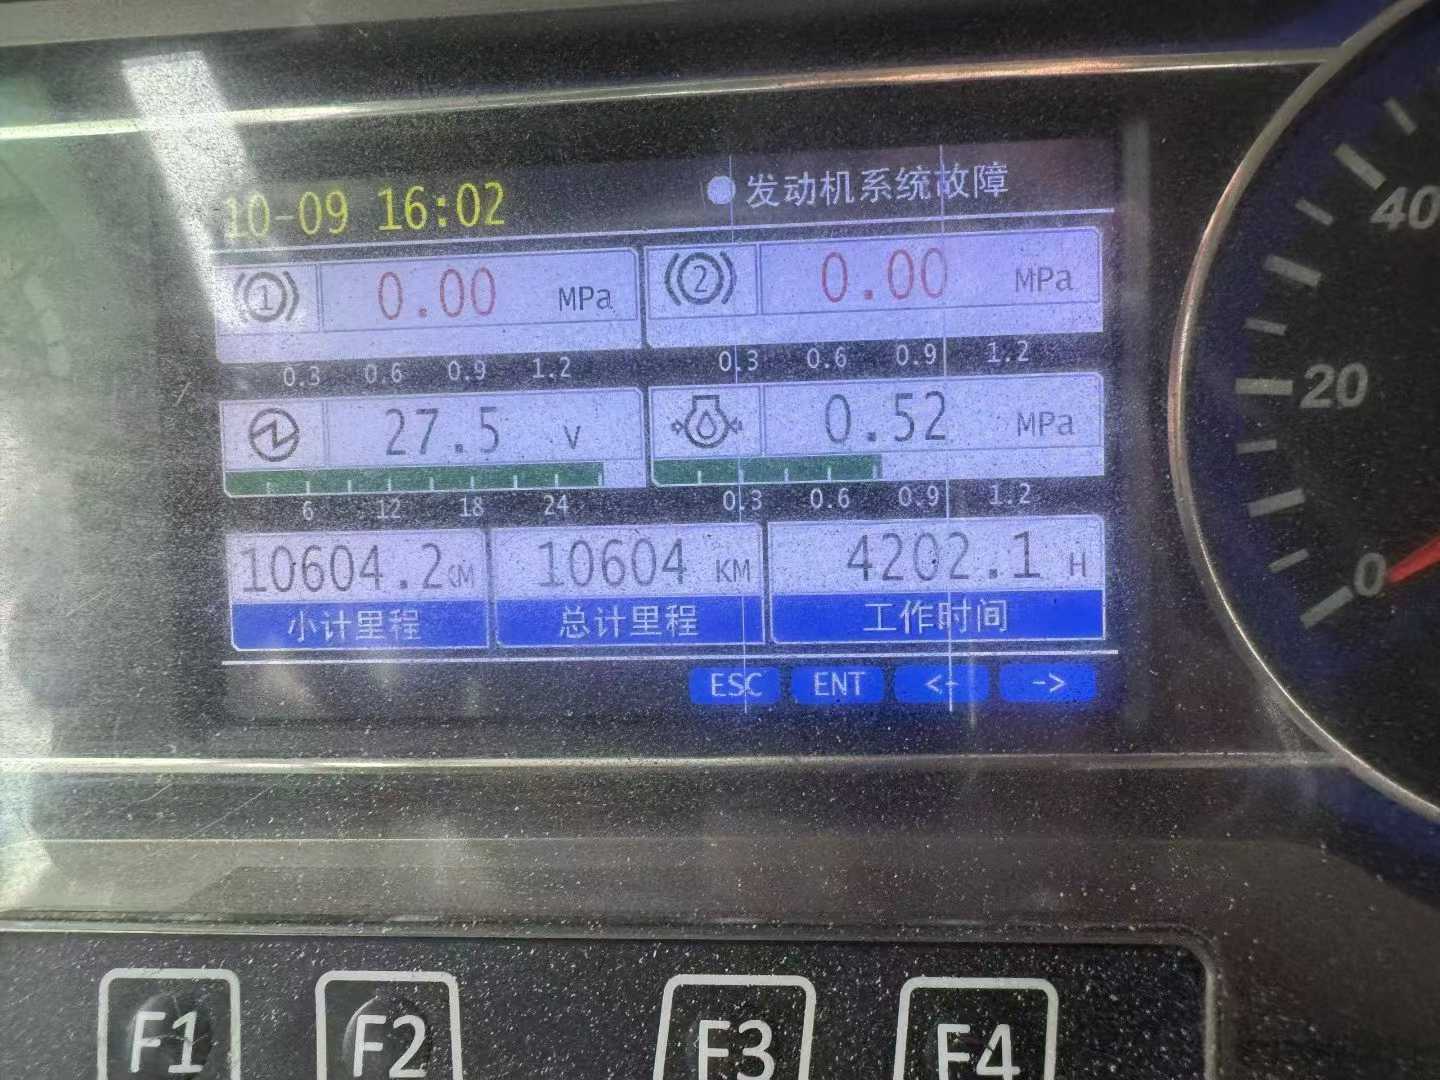 10-09 16:02 发动机系统故障
1 0.00 MPa 2 0.00 MPa
0.3 0.6 0.9 1.2 0.3 0.6 0.9 1.2
27.5 V 0.52 MPa
6 12 18 24 0.3 0.6 0.9 1.2
10604.2KM 10604 KM 4202.1 H
小计里程 总计里程 工作时间
ESC ENT <- ->
40
20
0
F1 F2 F3 F4